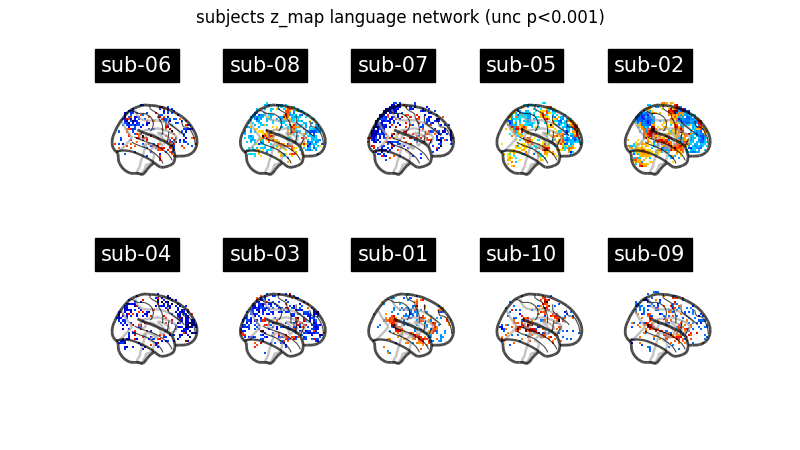 subjects z_map language network (unc p<0.001)
sub-06
sub-08
sub-07
sub-05
sub-02
sub-04
sub-03
sub-01
sub-10
sub-09